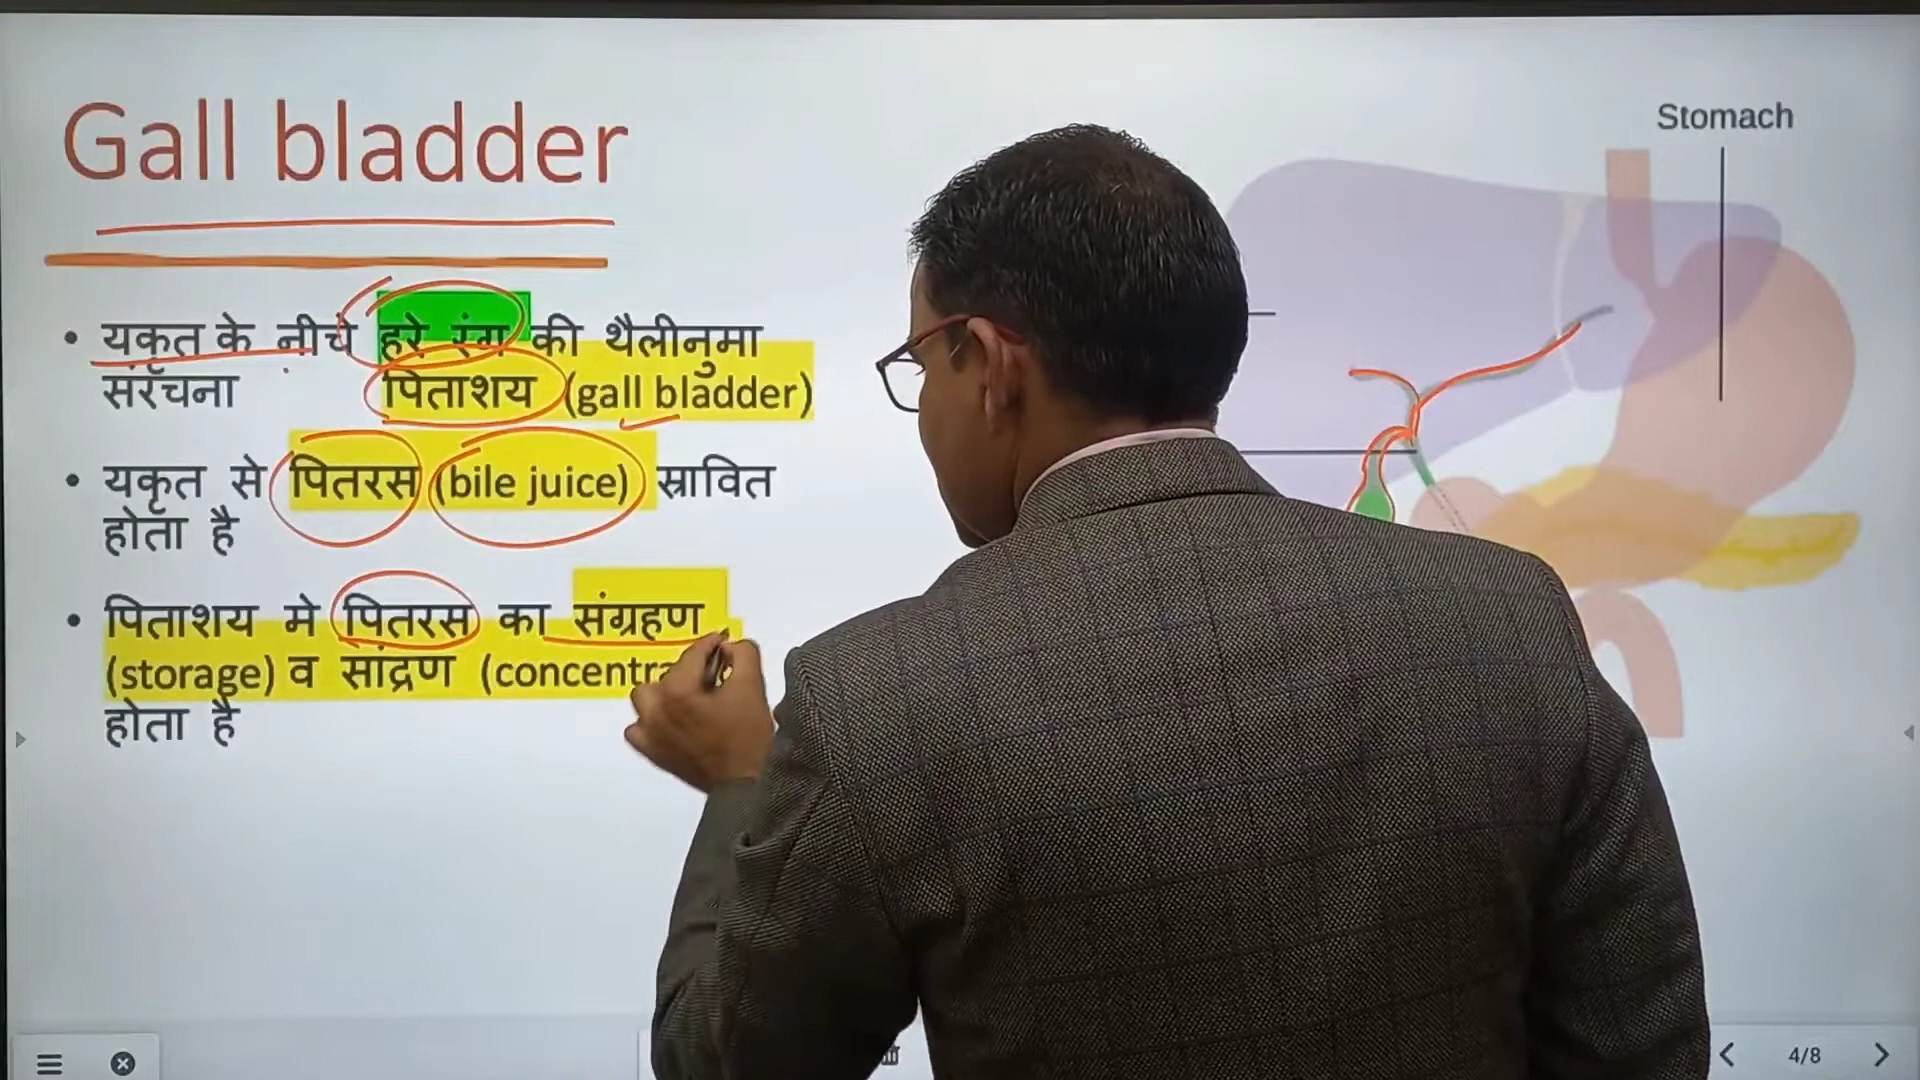 Gall bladder
Stomach
• यकृत के नीचे हरे रंग की थैलीनुमा
संरचना पिताशय (gall bladder)
• यकृत से पितरस (bile juice) स्रावित
होता है
• पिताशय मे पितरस का संग्रहण
(storage) व सांद्रण
होता है
4/8